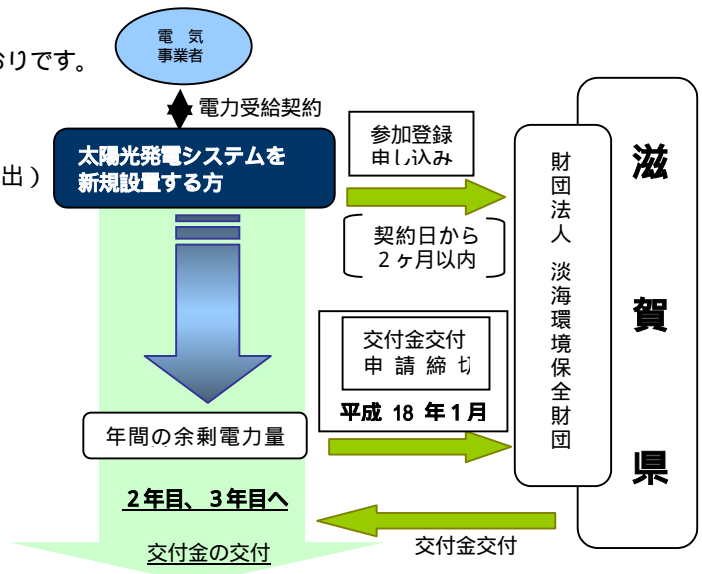 おりです。
電 気
事業者
電力受給契約
出）
太陽光発電システムを
新規設置する方
参加登録
申し込み
契約日から
２ヶ月以内
交付金交付
申 請 締 切
平成 18 年１月
年間の余剰電力量
２年目、３年目へ
交付金の交付
交付金交付
財団法人 淡海環境保全財団
滋賀県